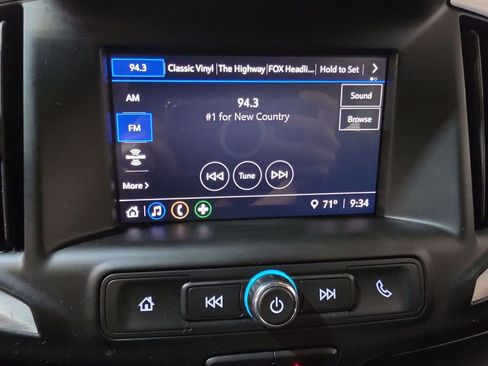 94.3 Classic Vinyl The Highway FOX Headli... Hold to Set
AM
94.3
Sound
FM
#1 for New Country
Browse
Tune
More
71° 9:34